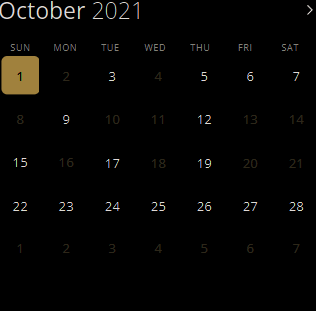 October 2021 >
SUN MON TUE WED THU FRI SAT
1 2 3 4 5 6 7
8 9 10 11 12 13 14
15 16 17 18 19 20 21
22 23 24 25 26 27 28
1 2 3 4 5 6 7